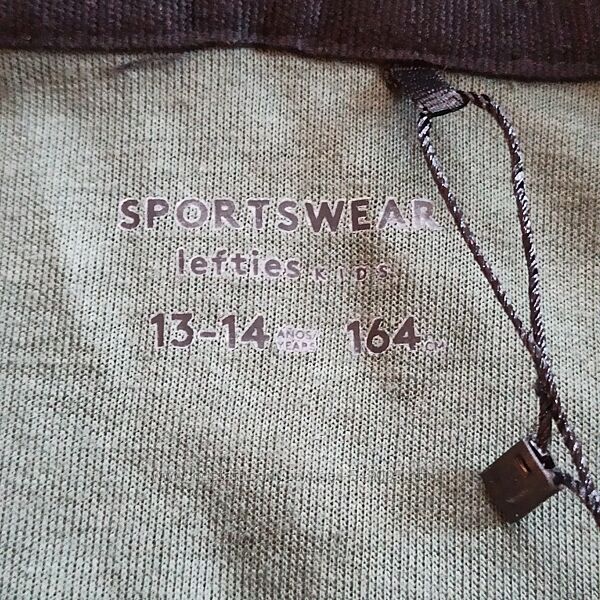 SPORTSWEAR
lefties KIDS
13-14 AÑOS YEARS 164 CM